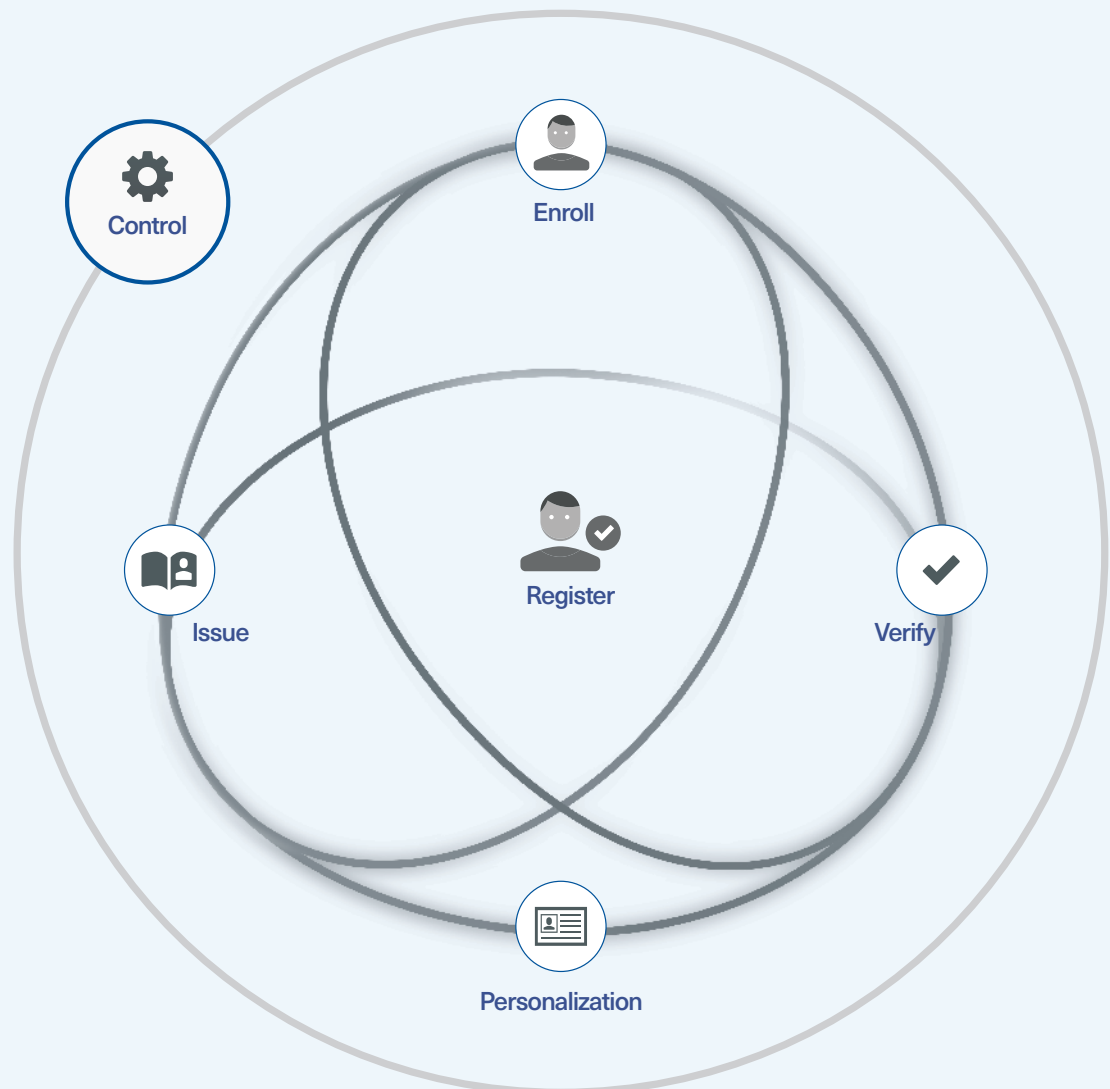 Control
Enroll
Register
Issue
Verify
Personalization